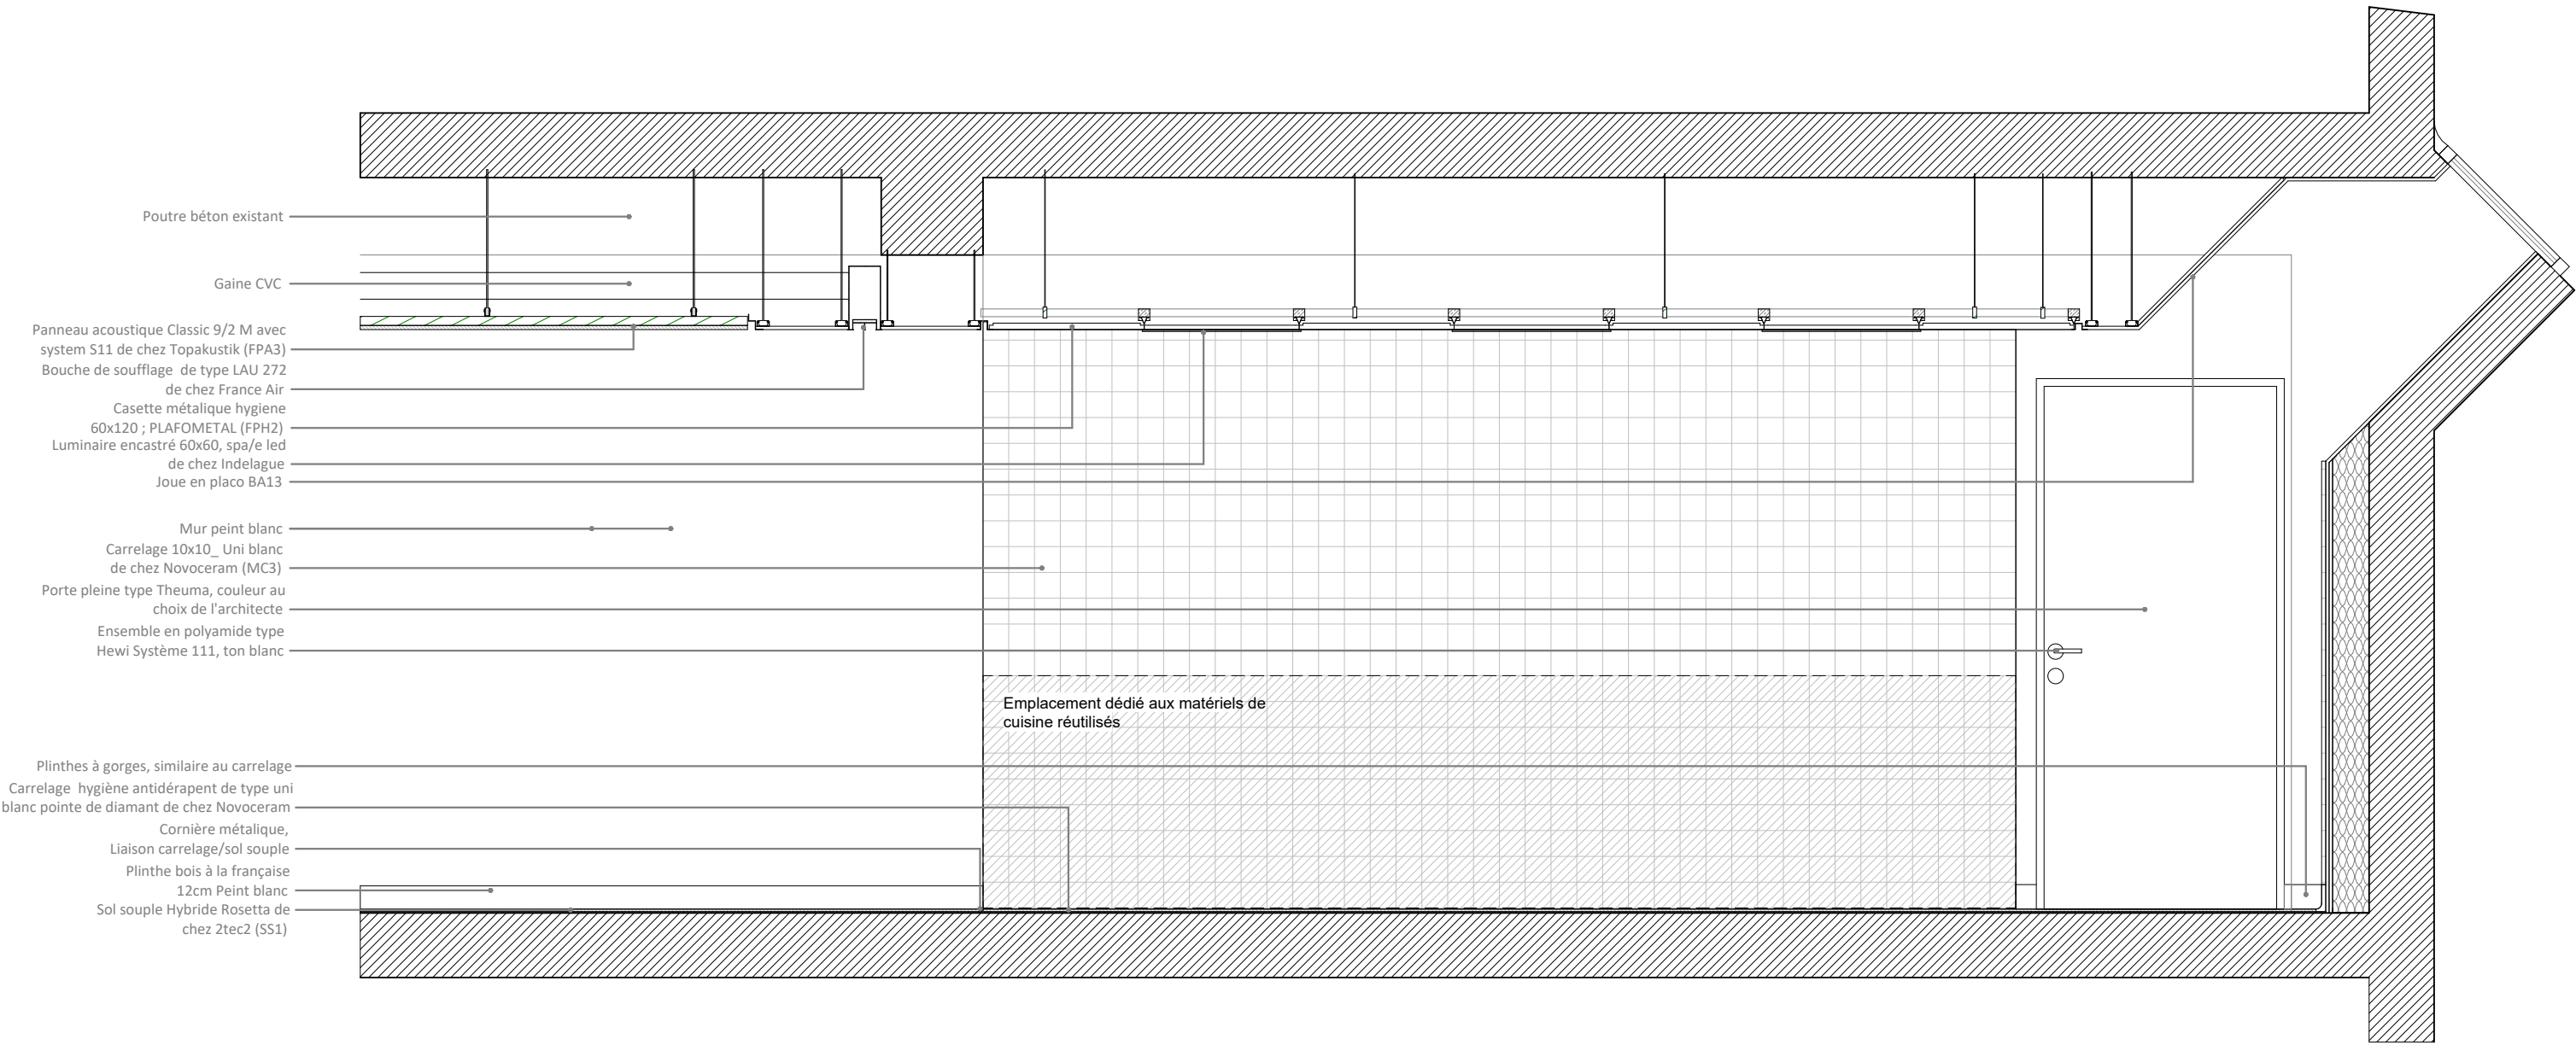 Poutre béton existant
Gaine CVC
Panneau acoustique Classic 9/2 M avec
system S11 de chez Topakustik (FPA3)
Bouche de soufflage de type LAU 272
de chez France Air
Casette métalique hygiene
60x120 ; PLAFOMETAL (FPH2)
Luminaire encastré 60x60, spa/e led
de chez Indelague
Joue en placo BA13
Mur peint blanc
Carrelage 10x10_ Uni blanc
de chez Novoceram (MC3)
Porte pleine type Theuma, couleur au
choix de l'architecte
Ensemble en polyamide type
Hewi Système 111, ton blanc
Emplacement dédié aux matériels de
cuisine réutilisés
Plinthes à gorges, similaire au carrelage
Carrelage hygiène antidérapent de type uni
blanc pointe de diamant de chez Novoceram
Cornière métalique,
Liaison carrelage/sol souple
Plinthe bois à la française
12cm Peint blanc
Sol souple Hybride Rosetta de
chez 2tec2 (SS1)